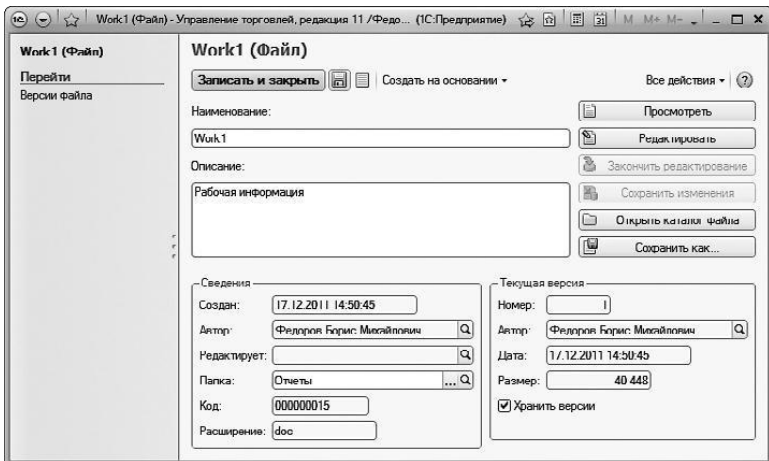 Work1 (Файл) - Управление торговлей, редакция 11 /Федо... (1С:Предприятие) M M+ M-
Work1 (Файл)
Перейти
Версии файла
Work1 (Файл)
Записать и закрыть Создать на основании Все действия
Наименование:
Work1
Описание:
Рабочая информация
Просмотреть
Редактировать
Закончить редактирование
Сохранить изменения
Открыть каталог файла
Сохранить как...
Сведения
Создан: 17.12.2011 14:50:45
Автор: Федоров Борис Михайлович
Редактирует:
Папка: Отчеты ...
Код: 000000015
Расширение: doc
Текущая версия
Номер: 1
Автор: Федоров Борис Михайлович
Дата: 17.12.2011 14:50:45
Размер: 40 448
Хранить версии